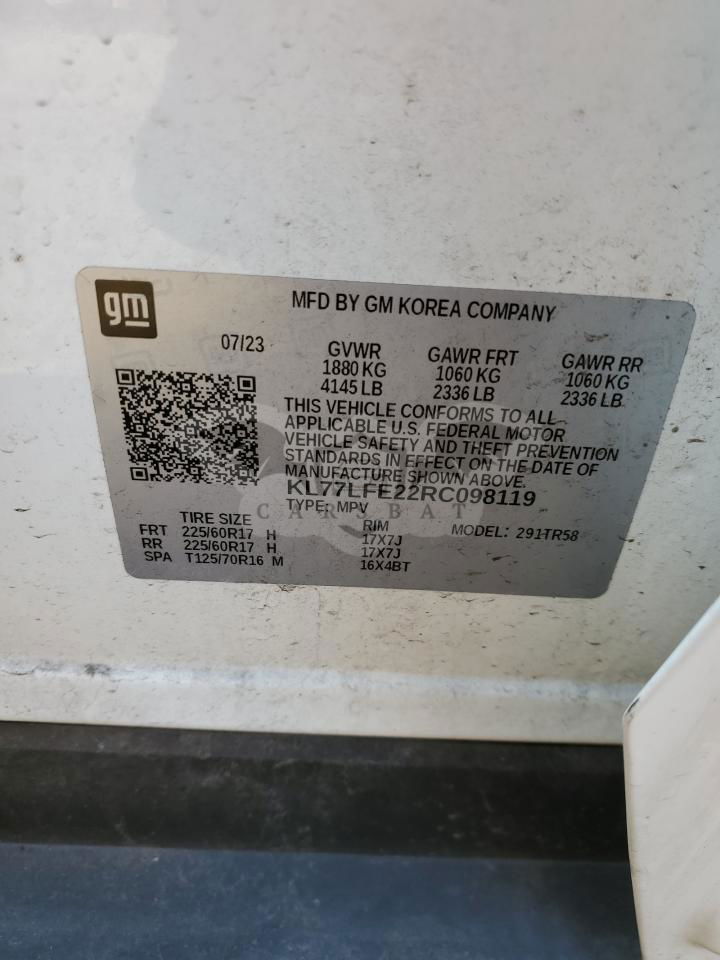 gm
MFD BY GM KOREA COMPANY
07/23
GVWR GAWR FRT GAWR RR
1880 KG 1060 KG 1060 KG
4145 LB 2336 LB 2336 LB
THIS VEHICLE CONFORMS TO ALL
APPLICABLE U.S. FEDERAL MOTOR
VEHICLE SAFETY AND THEFT PREVENTION
STANDARDS IN EFFECT ON THE DATE OF
MANUFACTURE SHOWN ABOVE.
KL77LFE22RC098119
TYPE: MPV
CARSBAT
TIRE SIZE RIM MODEL: 291TR58
FRT 225/60R17 H 17X7J
RR 225/60R17 H 17X7J
SPA T125/70R16 M 16X4BT